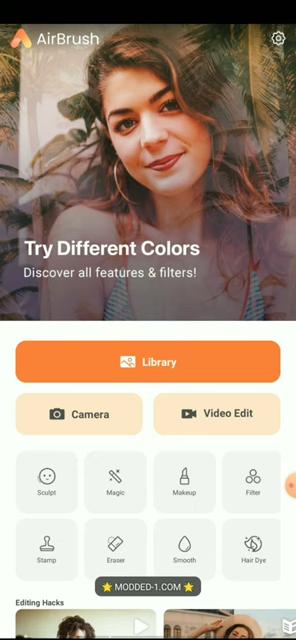 AirBrush
Try Different Colors
Discover all features & filters!
Library
Camera
Video Edit
Sculpt
Magic
Makeup
Filter
Stamp
Eraser
Smooth
Hair Dye
🌟 MODDED-1.COM 🌟
Editing Hacks